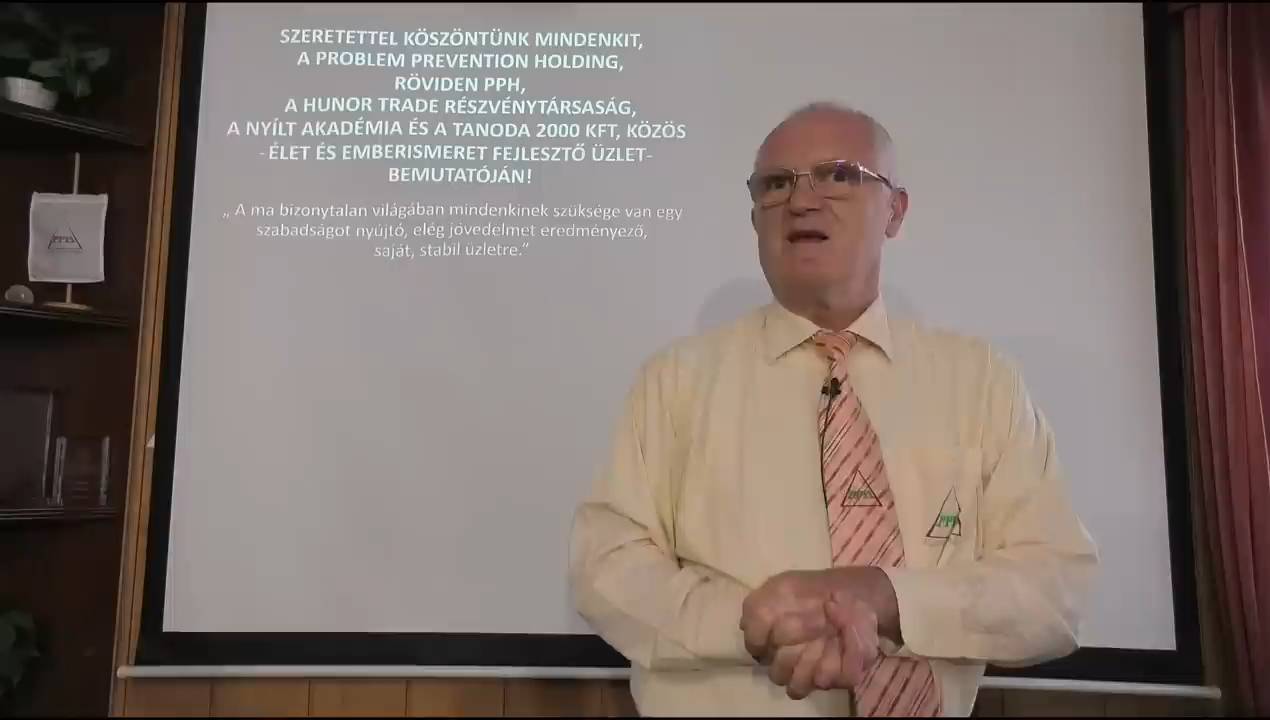 SZERETETTEL KÖSZÖNTÜNK MINDENKIT,
A PROBLEM PREVENTION HOLDING,
RÖVIDEN PPH,
A HUNOR TRADE RÉSZVÉNYTÁRSASÁG,
A NYÍLT AKADÉMIA ÉS A TANODA 2000 KFT, KÖZÖS
- ÉLET ÉS EMBERISMERET FEJLESZTŐ ÜZLET-
BEMUTATÓJÁN!
„ A ma bizonytalan világában mindenkinek szüksége van egy
szabadságot nyújtó, elég jövedelmet eredményező,
saját, stabil üzletre.“